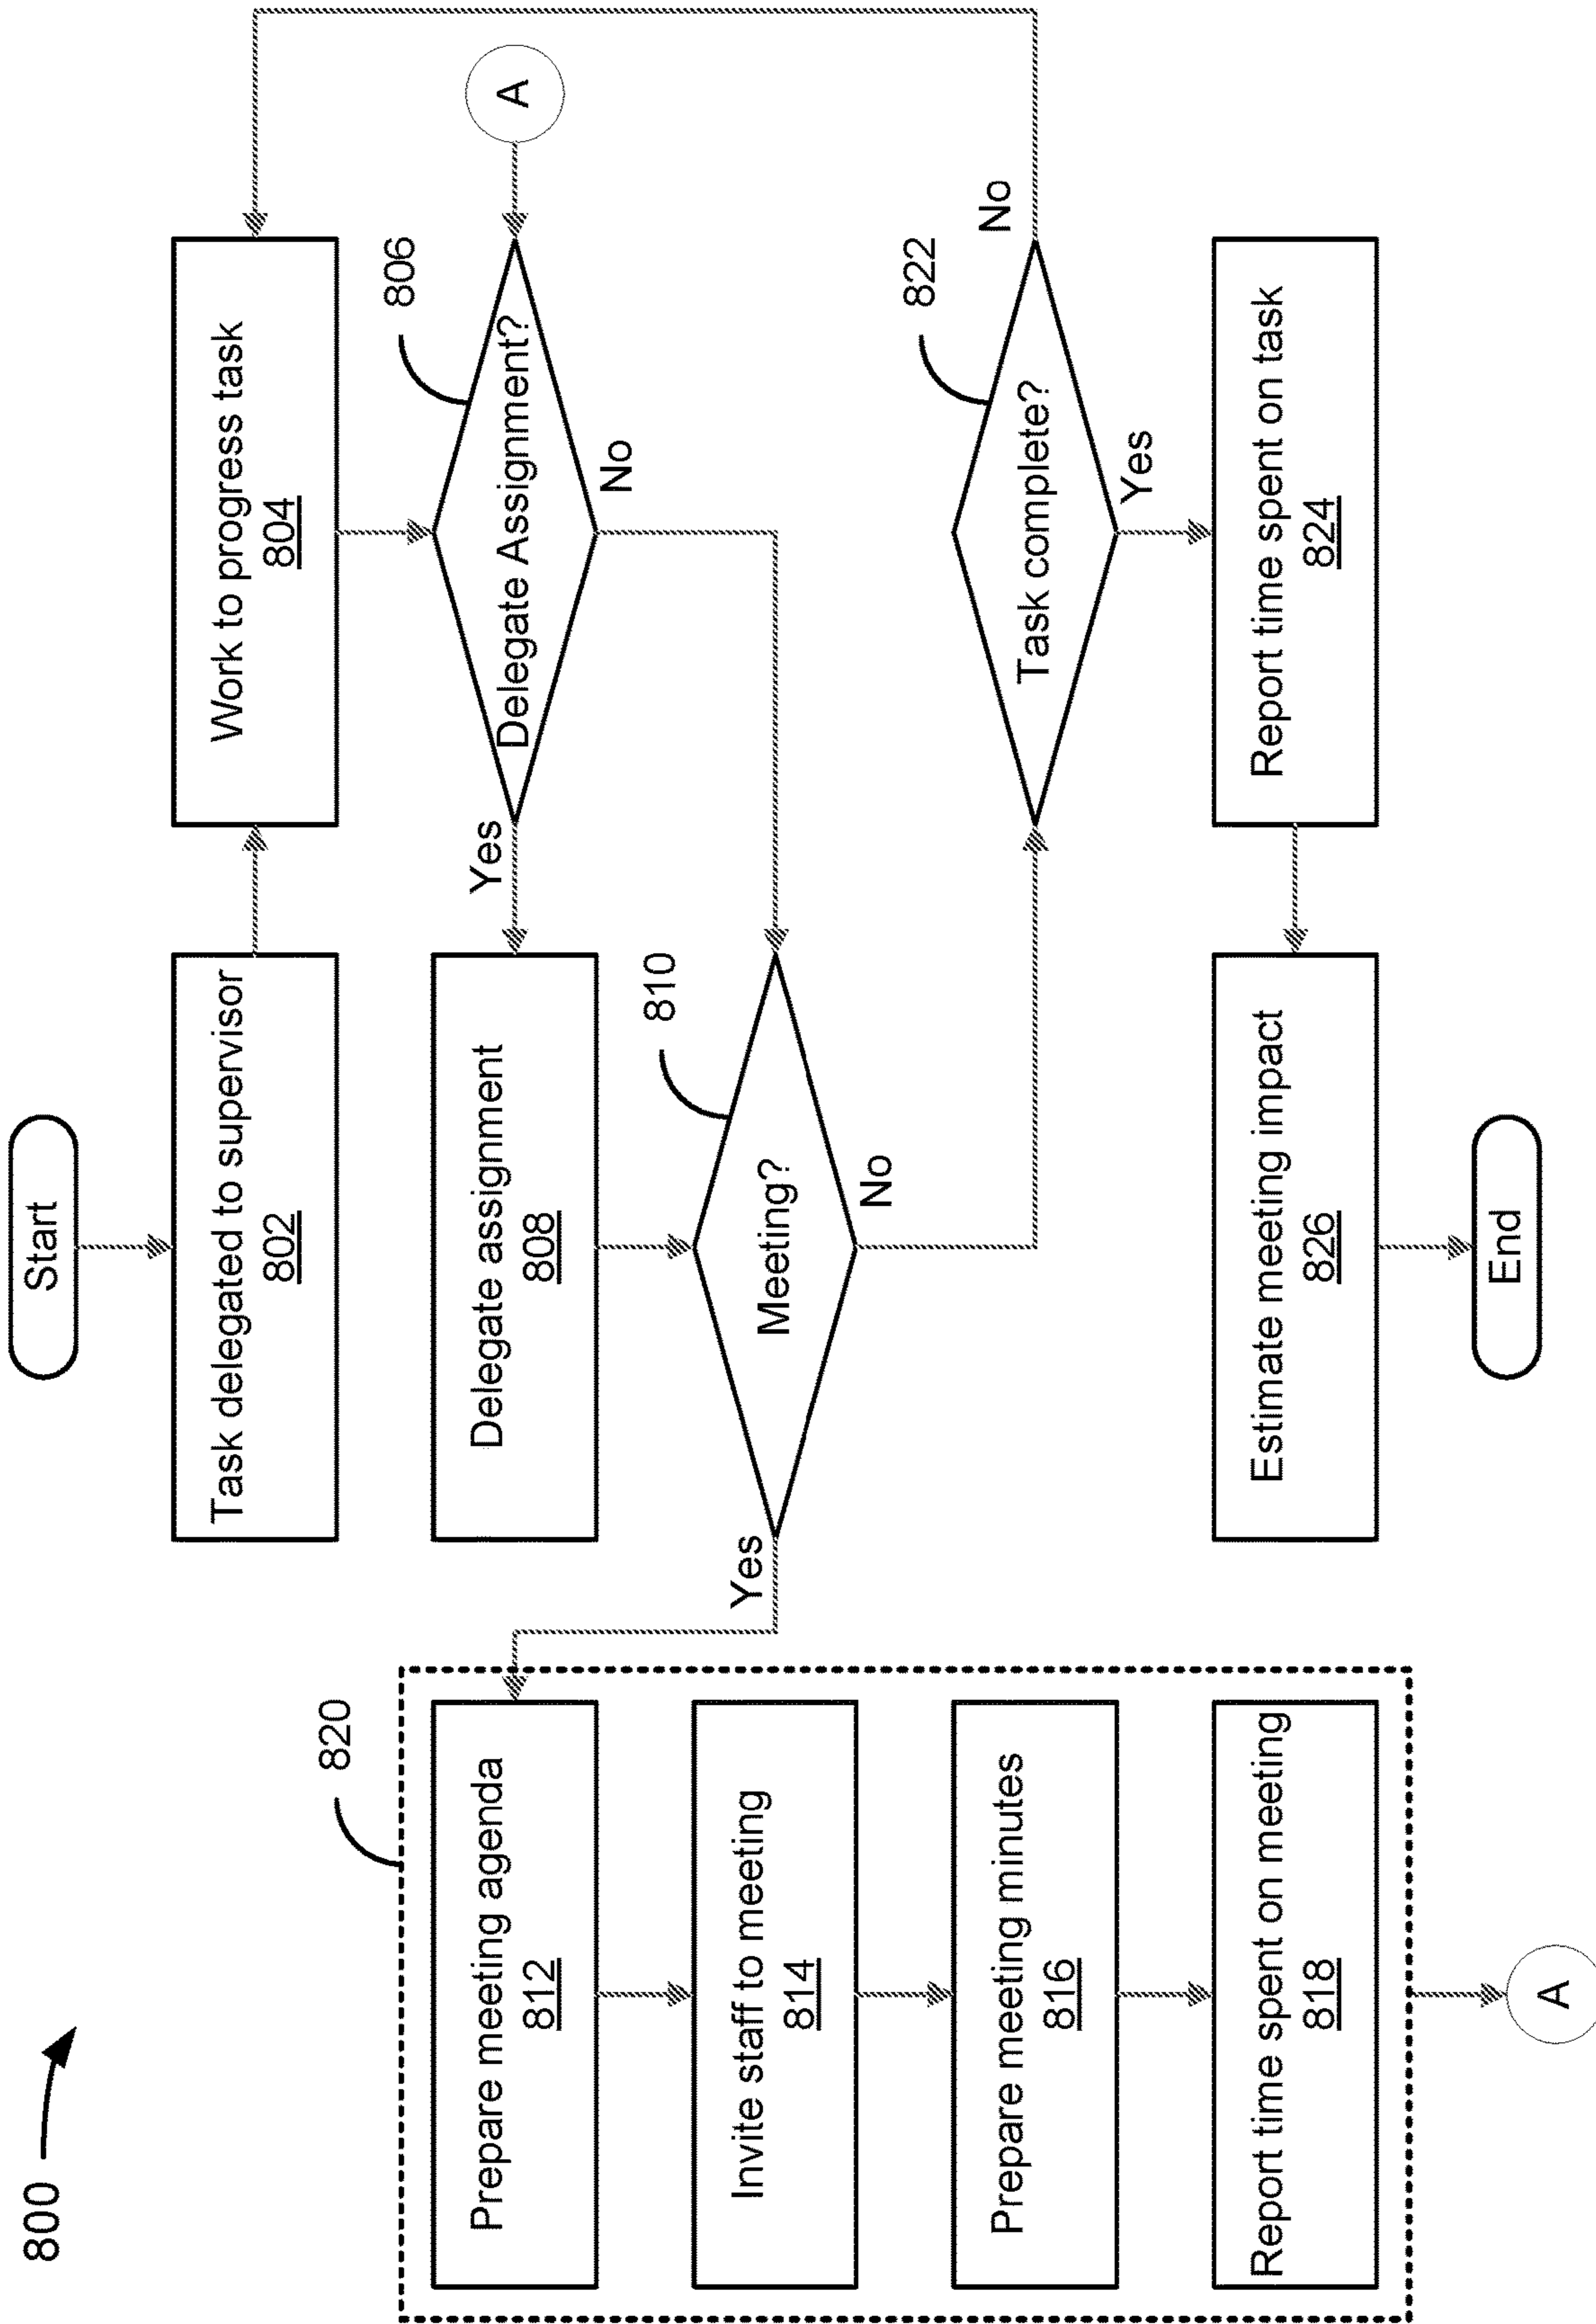 800
Start
Task delegated to supervisor
802
Work to progress task
804
A
Delegate Assignment?
806
Yes
No
Delegate assignment
808
Meeting?
810
Yes
No
820
Prepare meeting agenda
812
Invite staff to meeting
814
Prepare meeting minutes
816
Report time spent on meeting
818
A
Task complete?
822
No
Yes
Report time spent on task
824
Estimate meeting impact
826
End